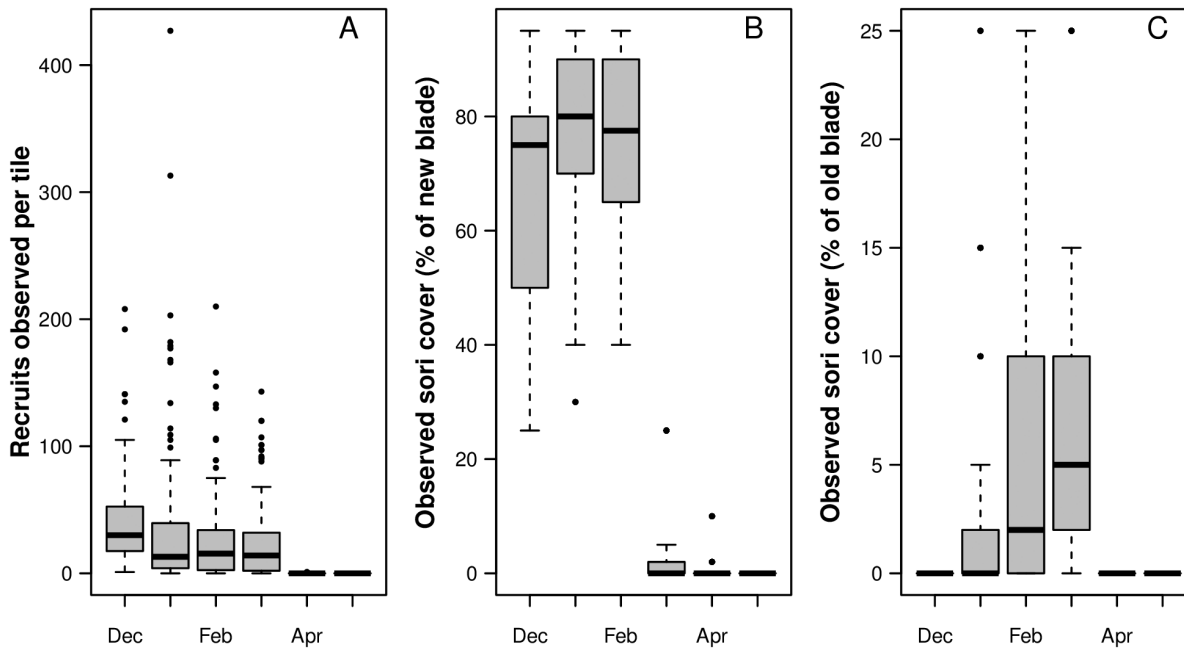 A
Recruits observed per tile
400
300
200
100
0
Dec Feb Apr
B
Observed sori cover (% of new blade)
80
60
40
20
0
Dec Feb Apr
C
Observed sori cover (% of old blade)
25
20
15
10
5
0
Dec Feb Apr